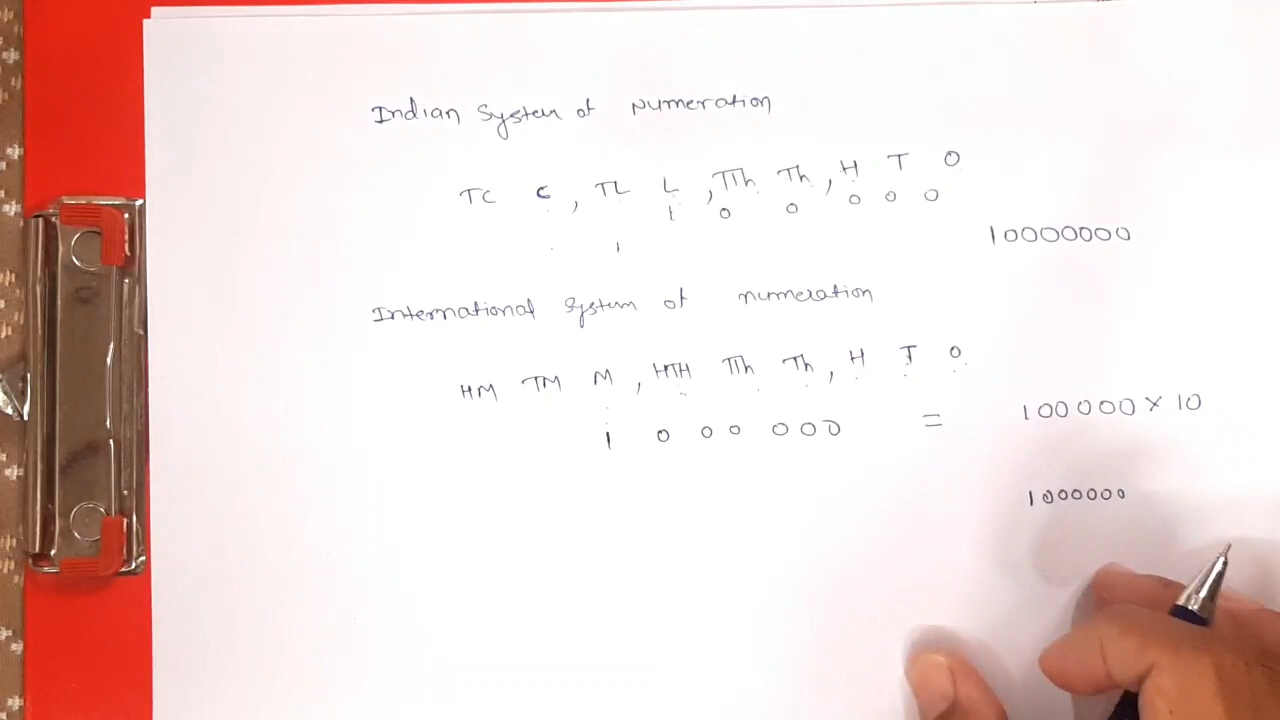 Indian System of Numeration
TC C , TL L , TTh Th , H T O
1 0 0 0 0 0
10000000
1
International System of numeration
HM TM M , HTH TTh Th , H T O
1 0 0 0 0 0 0 = 100000 x 10
1000000